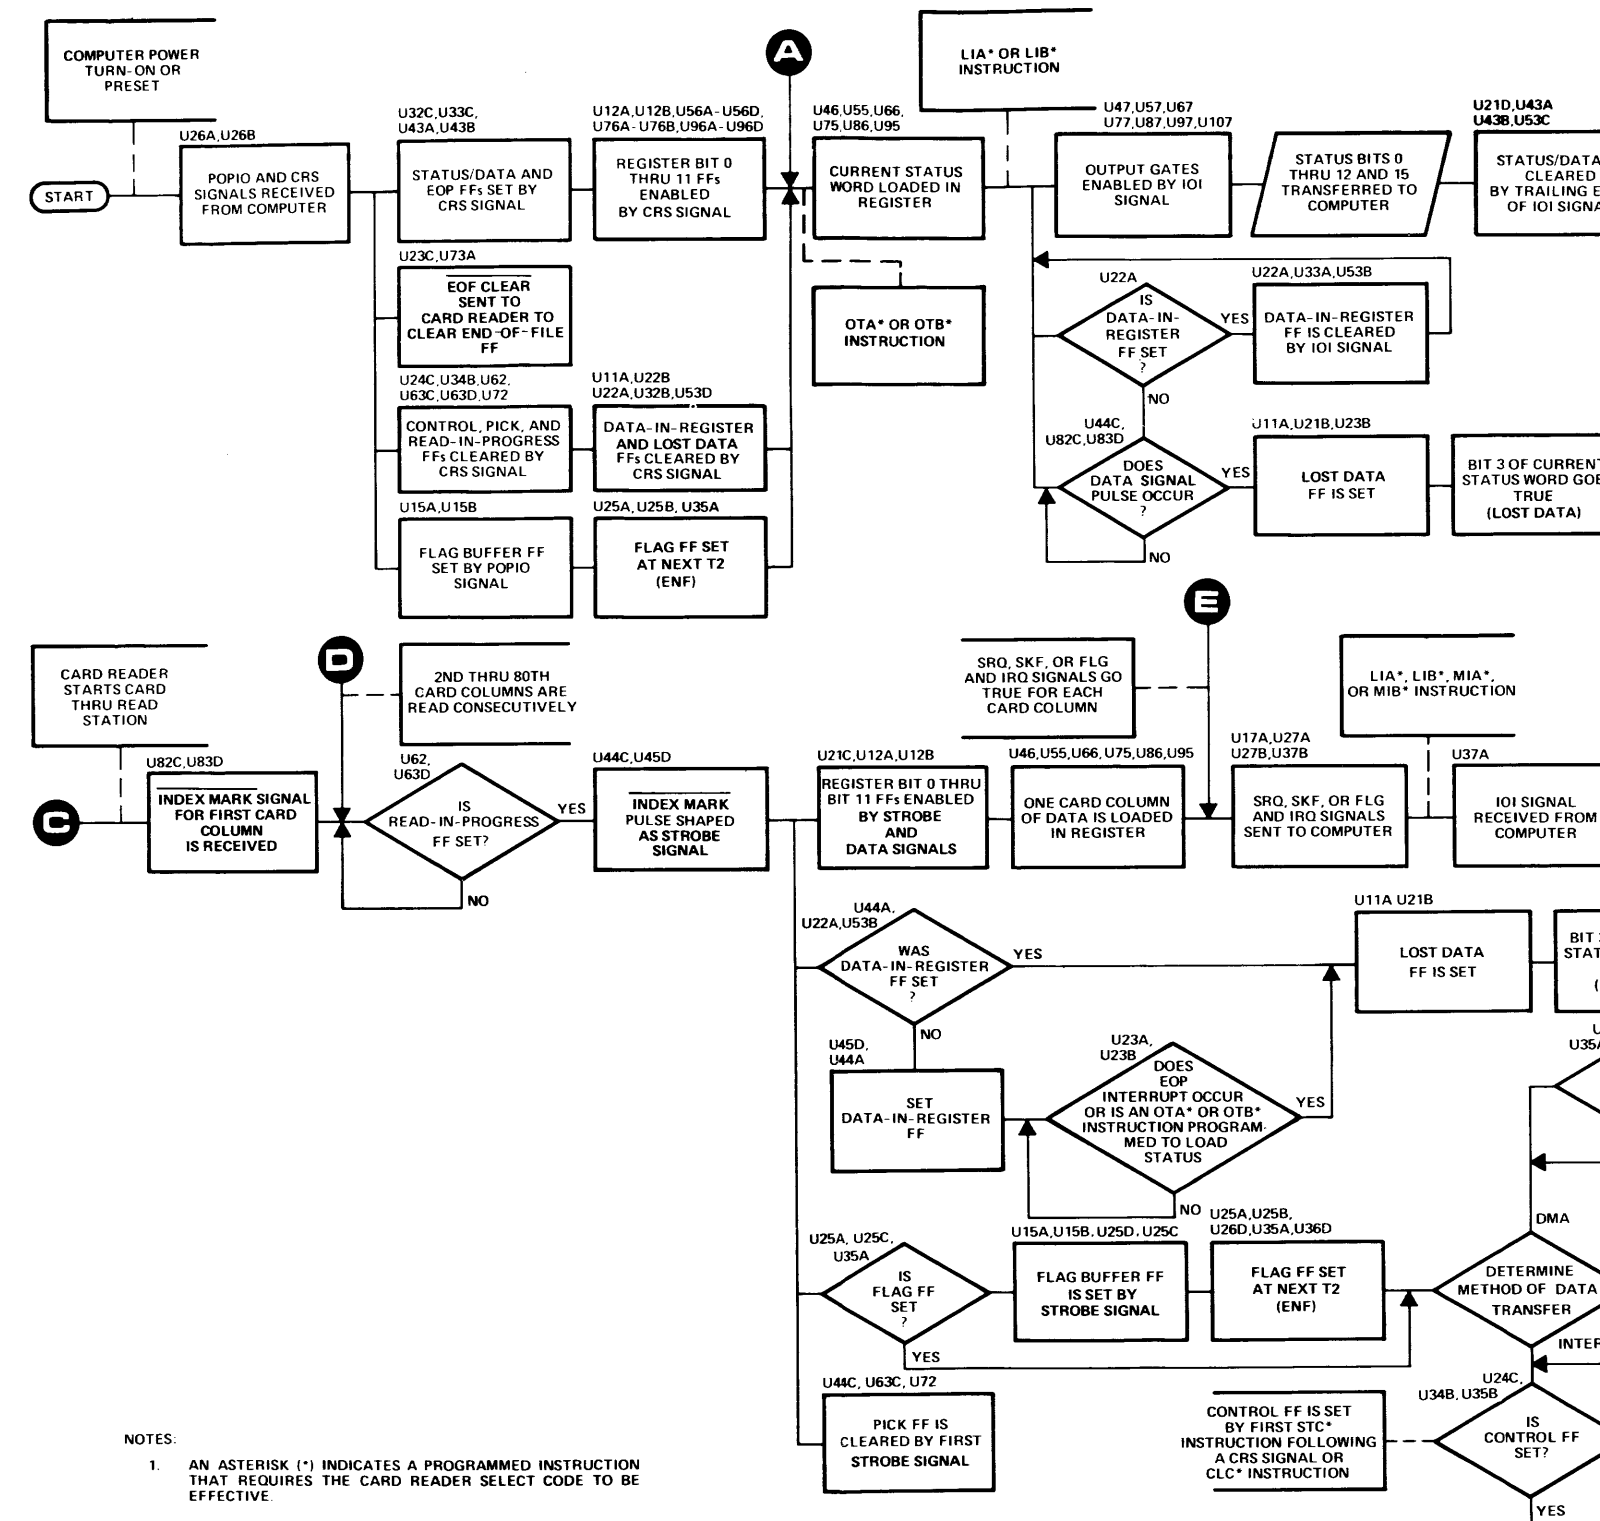 COMPUTER POWER
TURN-ON OR
PRESET
START
U26A, U26B
POPIO AND CRS
SIGNALS RECEIVED
FROM COMPUTER
U32C, U33C,
U43A, U43B
STATUS/DATA AND
EOP FFs SET BY
CRS SIGNAL
U12A, U12B, U56A-U56D,
U76A-U76B, U96A-U96D
REGISTER BIT 0
THRU 11 FFs
ENABLED
BY CRS SIGNAL
A
U46, U55, U66,
U75, U86, U95
CURRENT STATUS
WORD LOADED IN
REGISTER
LIA* OR LIB*
INSTRUCTION
U47, U57, U67
U77, U87, U97, U107
OUTPUT GATES
ENABLED BY IOI
SIGNAL
STATUS BITS 0
THRU 12 AND 15
TRANSFERRED TO
COMPUTER
U21D, U43A
U43B, U53C
STATUS/DATA
CLEARED
BY TRAILING E
OF IOI SIGNA
U23C, U73A
EOF CLEAR
SENT TO
CARD READER TO
CLEAR END-OF-FILE
FF
OTA* OR OTB*
INSTRUCTION
U22A
IS
DATA-IN-
REGISTER
FF SET
?
YES
NO
U22A, U33A, U53B
DATA-IN-REGISTER
FF IS CLEARED
BY IOI SIGNAL
U24C, U34B, U62,
U63C, U63D, U72
CONTROL, PICK, AND
READ-IN-PROGRESS
FFs CLEARED BY
CRS SIGNAL
U11A, U22B
U22A, U32B, U53D
DATA-IN-REGISTER
AND LOST DATA
FFs CLEARED BY
CRS SIGNAL
U44C,
U82C, U83D
DOES
DATA SIGNAL
PULSE OCCUR
?
YES
NO
U11A, U21B, U23B
LOST DATA
FF IS SET
BIT 3 OF CURRENT
STATUS WORD GOE
TRUE
(LOST DATA)
U15A, U15B
FLAG BUFFER FF
SET BY POPIO
SIGNAL
U25A, U25B, U35A
FLAG FF SET
AT NEXT T2
(ENF)
CARD READER
STARTS CARD
THRU READ
STATION
C
U82C, U83D
INDEX MARK SIGNAL
FOR FIRST CARD
COLUMN
IS RECEIVED
D
2ND THRU 80TH
CARD COLUMNS ARE
READ CONSECUTIVELY
U62,
U63D
IS
READ-IN-PROGRESS
FF SET?
YES
NO
U44C, U45D
INDEX MARK
PULSE SHAPED
AS STROBE
SIGNAL
U21C, U12A, U12B
REGISTER BIT 0 THRU
BIT 11 FFs ENABLED
BY STROBE
AND
DATA SIGNALS
U46, U55, U66, U75, U86, U95
ONE CARD COLUMN
OF DATA IS LOADED
IN REGISTER
SRQ, SKF, OR FLG
AND IRQ SIGNALS GO
TRUE FOR EACH
CARD COLUMN
E
U17A, U27A
U27B, U37B
SRQ, SKF, OR FLG
AND IRQ SIGNALS
SENT TO COMPUTER
LIA*, LIB*, MIA*,
OR MIB* INSTRUCTION
U37A
IOI SIGNAL
RECEIVED FROM
COMPUTER
U44A,
U22A, U53B
WAS
DATA-IN-REGISTER
FF SET
?
YES
NO
U11A U21B
LOST DATA
FF IS SET
BIT
STAT
(
U45D,
U44A
SET
DATA-IN-REGISTER
FF
U23A,
U23B
DOES
EOP
INTERRUPT OCCUR
OR IS AN OTA* OR OTB*
INSTRUCTION PROGRAM-
MED TO LOAD
STATUS
YES
NO
U
U35A
DMA
U25A, U25C,
U35A
IS
FLAG FF
SET
?
YES
U15A, U15B, U25D, U25C
FLAG BUFFER FF
IS SET BY
STROBE SIGNAL
U25A, U25B,
U26D, U35A, U36D
FLAG FF SET
AT NEXT T2
(ENF)
DETERMINE
METHOD OF DATA
TRANSFER
INTER
U44C, U63C, U72
PICK FF IS
CLEARED BY FIRST
STROBE SIGNAL
CONTROL FF IS SET
BY FIRST STC*
INSTRUCTION FOLLOWING
A CRS SIGNAL OR
CLC* INSTRUCTION
U24C,
U34B, U35B
IS
CONTROL FF
SET?
YES
NOTES:
1. AN ASTERISK (*) INDICATES A PROGRAMMED INSTRUCTION
THAT REQUIRES THE CARD READER SELECT CODE TO BE
EFFECTIVE.